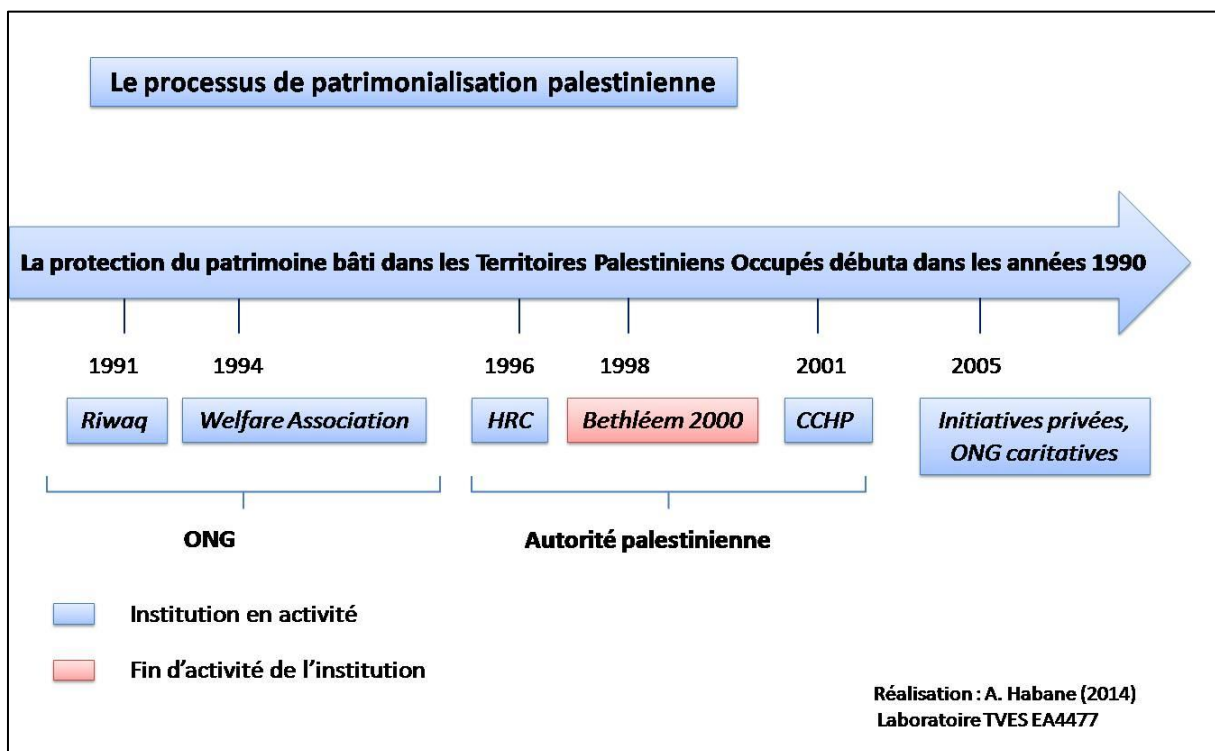 Le processus de patrimonialisation palestinienne
La protection du patrimoine bâti dans les Territoires Palestiniens Occupés débuta dans les années 1990
1991
1994
1996
1998
2001
2005
Riwaq
Welfare Association
HRC
Bethléem 2000
CCHP
Initiatives privées,
ONG caritatives
ONG
Autorité palestinienne
Institution en activité
Fin d’activité de l’institution
Réalisation : A. Habane (2014)
Laboratoire TVES EA4477